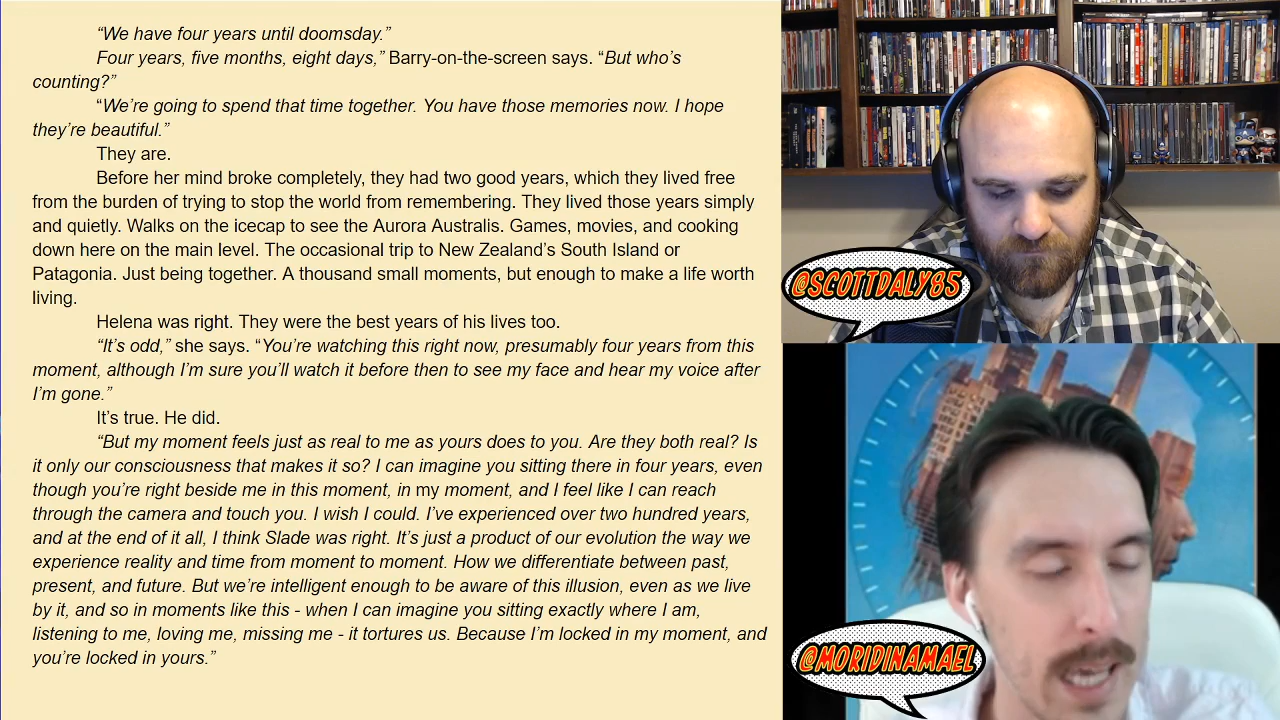 “We have four years until doomsday.”
Four years, five months, eight days,” Barry-on-the-screen says. “But who’s
counting?”
“We’re going to spend that time together. You have those memories now. I hope
they’re beautiful.”
They are.
Before her mind broke completely, they had two good years, which they lived free
from the burden of trying to stop the world from remembering. They lived those years simply
and quietly. Walks on the icecap to see the Aurora Australis. Games, movies, and cooking
down here on the main level. The occasional trip to New Zealand’s South Island or
Patagonia. Just being together. A thousand small moments, but enough to make a life worth
living.
Helena was right. They were the best years of his lives too.
“It’s odd,” she says. “You’re watching this right now, presumably four years from this
moment, although I’m sure you’ll watch it before then to see my face and hear my voice after
I’m gone.”
It’s true. He did.
“But my moment feels just as real to me as yours does to you. Are they both real? Is
it only our consciousness that makes it so? I can imagine you sitting there in four years, even
though you’re right beside me in this moment, in my moment, and I feel like I can reach
through the camera and touch you. I wish I could. I’ve experienced over two hundred years,
and at the end of it all, I think Slade was right. It’s just a product of our evolution the way we
experience reality and time from moment to moment. How we differentiate between past,
present, and future. But we’re intelligent enough to be aware of this illusion, even as we live
by it, and so in moments like this - when I can imagine you sitting exactly where I am,
listening to me, loving me, missing me - it tortures us. Because I’m locked in my moment, and
you’re locked in yours.”
@SCOTTDALY85
@MORIDINAMAEL